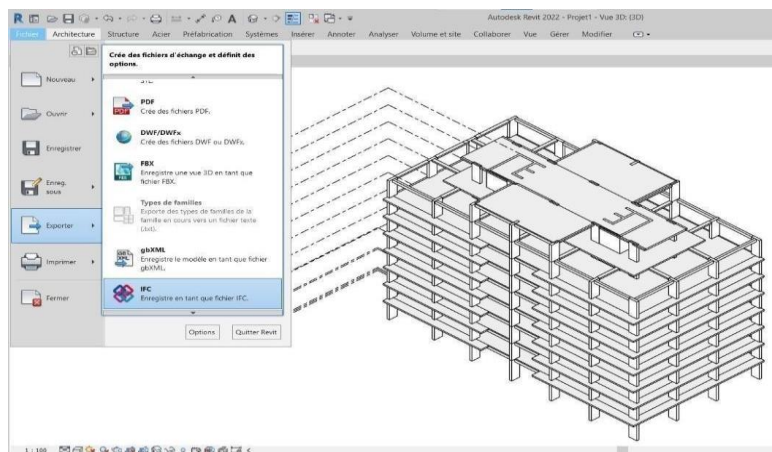 Autodesk Revit 2022 - Projet1 - Vue 3D: {3D}
Fichier Architecture Structure Acier Préfabrication Systèmes Insérer Annoter Analyser Volume et site Collaborer Vue Gérer Modifier
Crée des fichiers d'échange et définit des
options.
Nouveau
Ouvrir
Enregistrer
Enreg.
sous
Exporter
Imprimer
Fermer
PDF
Crée des fichiers PDF.
DWF/DWFx
Crée des fichiers DWF ou DWFx.
FBX
Enregistre une vue 3D en tant que
fichier FBX.
Types de familles
Exporte des types de familles de la
famille en cours vers un fichier texte
(.txt).
gbXML
Enregistre le modèle en tant que fichier
gbXML.
IFC
Enregistre en tant que fichier IFC.
Options Quitter Revit
1 : 100